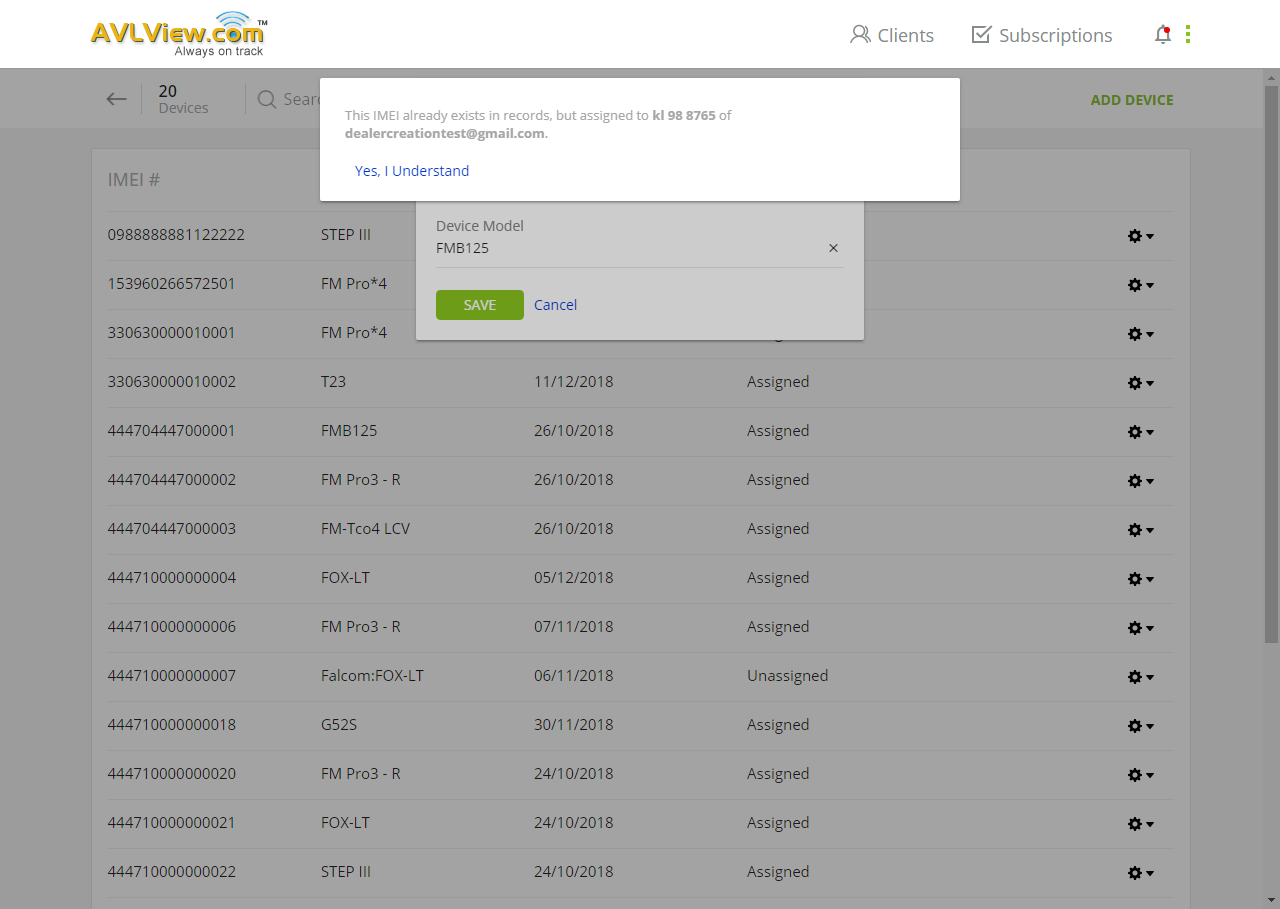 AVLView.com™
Always on track
Clients
Subscriptions
20
Devices
Searc
ADD DEVICE
This IMEI already exists in records, but assigned to kl 98 8765 of
dealercreationtest@gmail.com.
Yes, I Understand
IMEI #
Device Model
FMB125 ×
SAVE Cancel
0988888881122222 STEP III
153960266572501 FM Pro*4
330630000010001 FM Pro*4
330630000010002 T23 11/12/2018 Assigned
444704447000001 FMB125 26/10/2018 Assigned
444704447000002 FM Pro3 - R 26/10/2018 Assigned
444704447000003 FM-Tco4 LCV 26/10/2018 Assigned
444710000000004 FOX-LT 05/12/2018 Assigned
444710000000006 FM Pro3 - R 07/11/2018 Assigned
444710000000007 Falcom:FOX-LT 06/11/2018 Unassigned
444710000000018 G52S 30/11/2018 Assigned
444710000000020 FM Pro3 - R 24/10/2018 Assigned
444710000000021 FOX-LT 24/10/2018 Assigned
444710000000022 STEP III 24/10/2018 Assigned